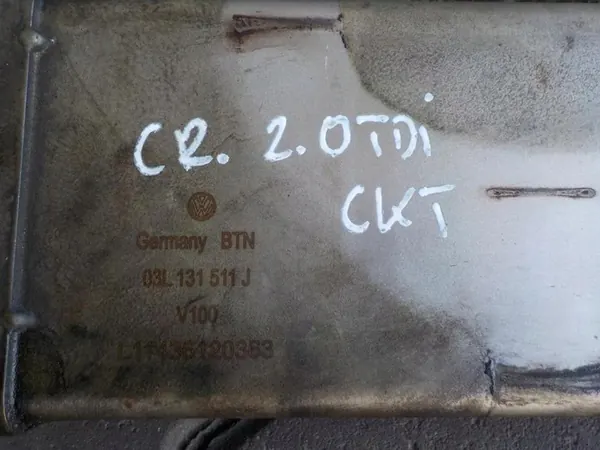 CR. 2.0TDi
CKT
Germany BTN
03L 131 511 J
V100